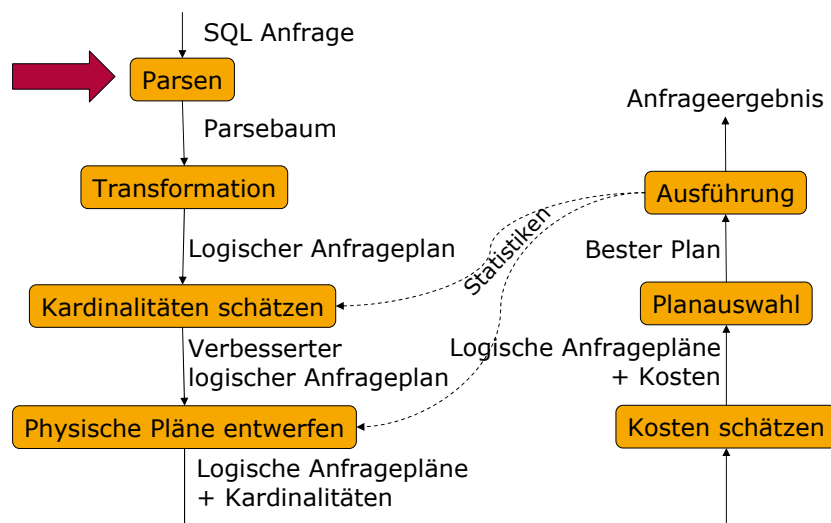 SQL Anfrage
Parsen
Parsebaum
Transformation
Logischer Anfrageplan
Kardinalitäten schätzen
Verbesserter
logischer Anfrageplan
Physische Pläne entwerfen
Logische Anfragepläne
+ Kardinalitäten
Statistiken
Anfrageergebnis
Ausführung
Bester Plan
Planauswahl
Logische Anfragepläne
+ Kosten
Kosten schätzen